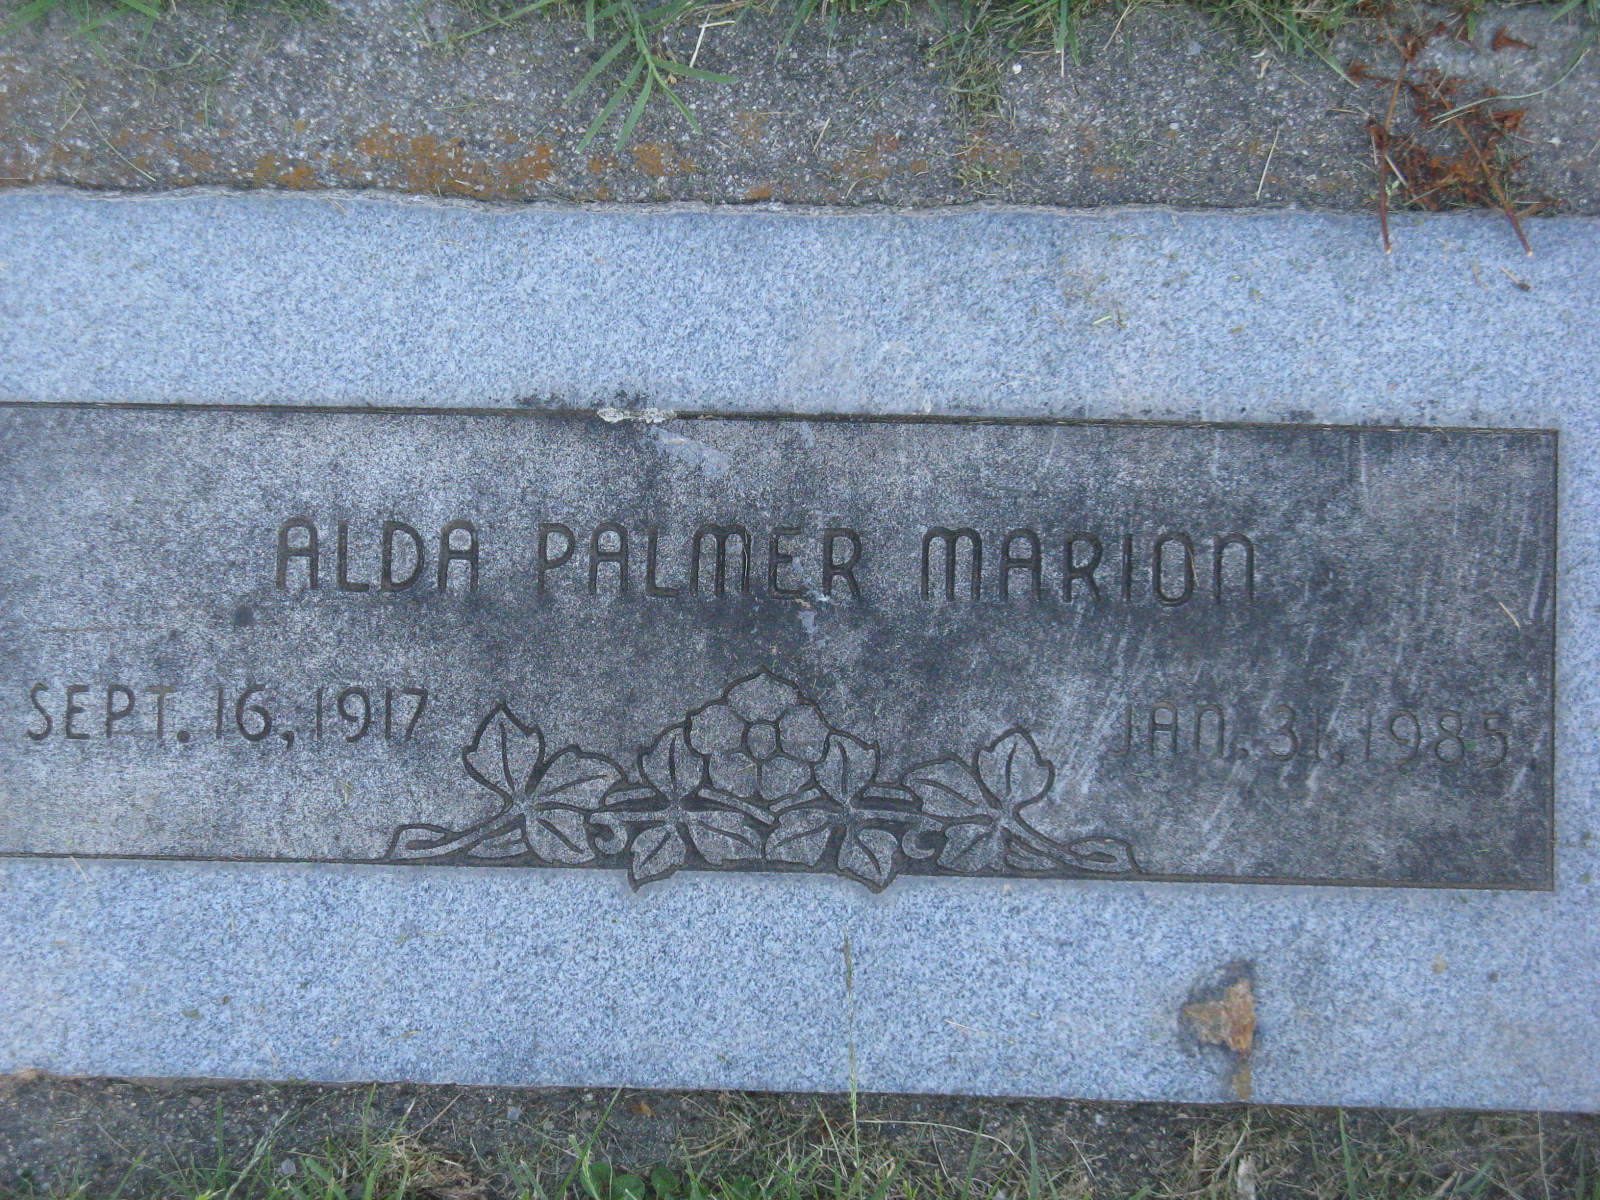 ALDA PALMER MARION
SEPT. 16, 1917 JAN. 31, 1985